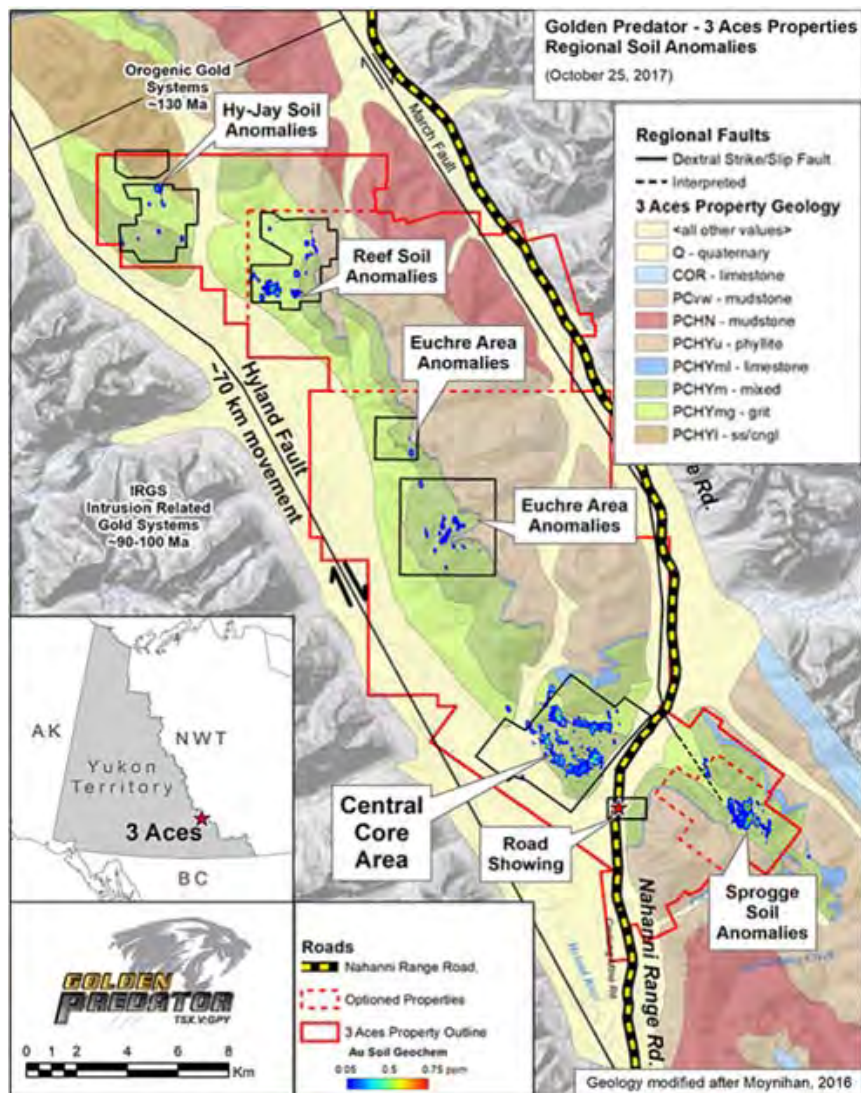 Golden Predator - 3 Aces Properties
Regional Soil Anomalies
(October 25, 2017)
Orogenic Gold
Systems
~130 Ma
Hy-Jay Soil
Anomalies
March Fault
Regional Faults
Dextral Strike/Slip Fault
Interpreted
3 Aces Property Geology
<all other values>
Q - quaternary
COR - limestone
PCvw - mudstone
PCHN - mudstone
PCHYu - phyllite
PCHYml - limestone
PCHYm - mixed
PCHYmg - grit
PCHYl - ss/cngl
Reef Soil
Anomalies
Euchre Area
Anomalies
Hyland Fault
~70 km movement
IRGS
Intrusion Related
Gold Systems
~90-100 Ma
Euchre Area
Anomalies
e Rd.
AK
NWT
Yukon
Territory
3 Aces
BC
Central
Core
Area
Road
Showing
Sprogge
Soil
Anomalies
Nahanni Range Rd.
Hyland River
GOLDEN
PREDATOR
TSX.V:GPY
0 1 2 4 6 8
Km
Roads
Nahanni Range Road,
Optioned Properties
3 Aces Property Outline
Au Soil Geochem
0.05 0.5 0.75 ppm
Geology modified after Moynihan, 2016